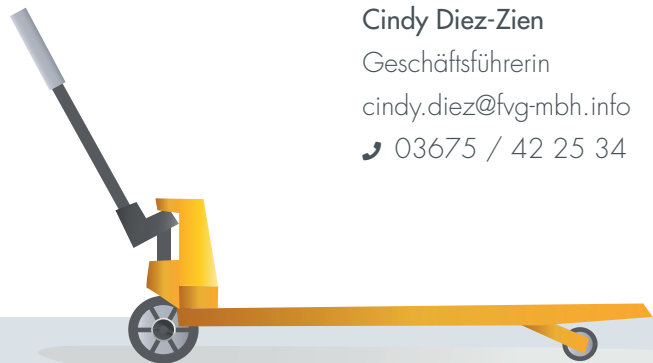 Cindy Diez-Zien
Geschäftsführerin
cindy.diez@fvg-mbh.info
03675 / 42 25 34